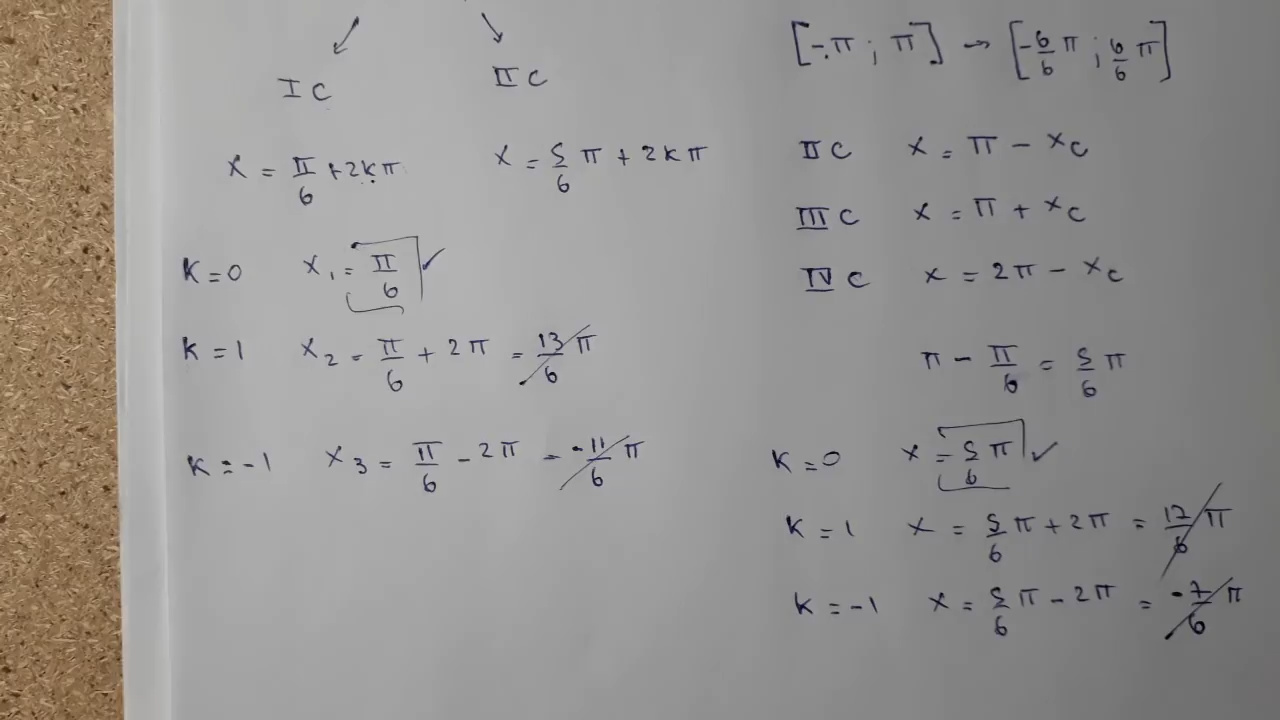 I C
II C
x = π/6 + 2kπ
x = 5/6 π + 2kπ
k=0 x₁ = π/6 ✓
k=1 x₂ = π/6 + 2π = 13/6 π
k=-1 x₃ = π/6 - 2π = -11/6 π
[-π ; π] → [-6/6 π ; 6/6 π]
II C x = π - xc
III C x = π + xc
IV C x = 2π - xc
π - π/6 = 5/6 π
k=0 x = 5/6 π ✓
k=1 x = 5/6 π + 2π = 17/6 π
k=-1 x = 5/6 π - 2π = -7/6 π